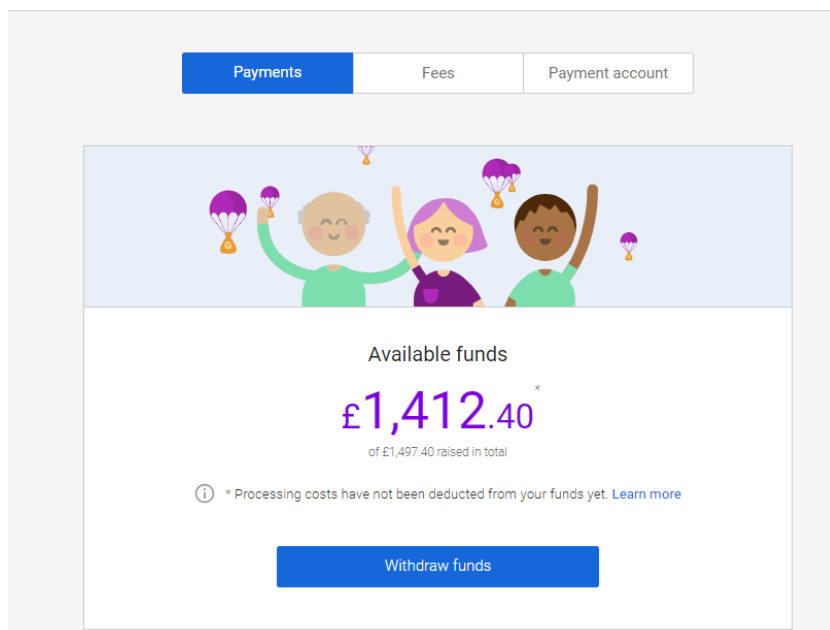 Payments Fees Payment account
Available funds
£1,412.40*
of £1,497.40 raised in total
* Processing costs have not been deducted from your funds yet. Learn more
Withdraw funds